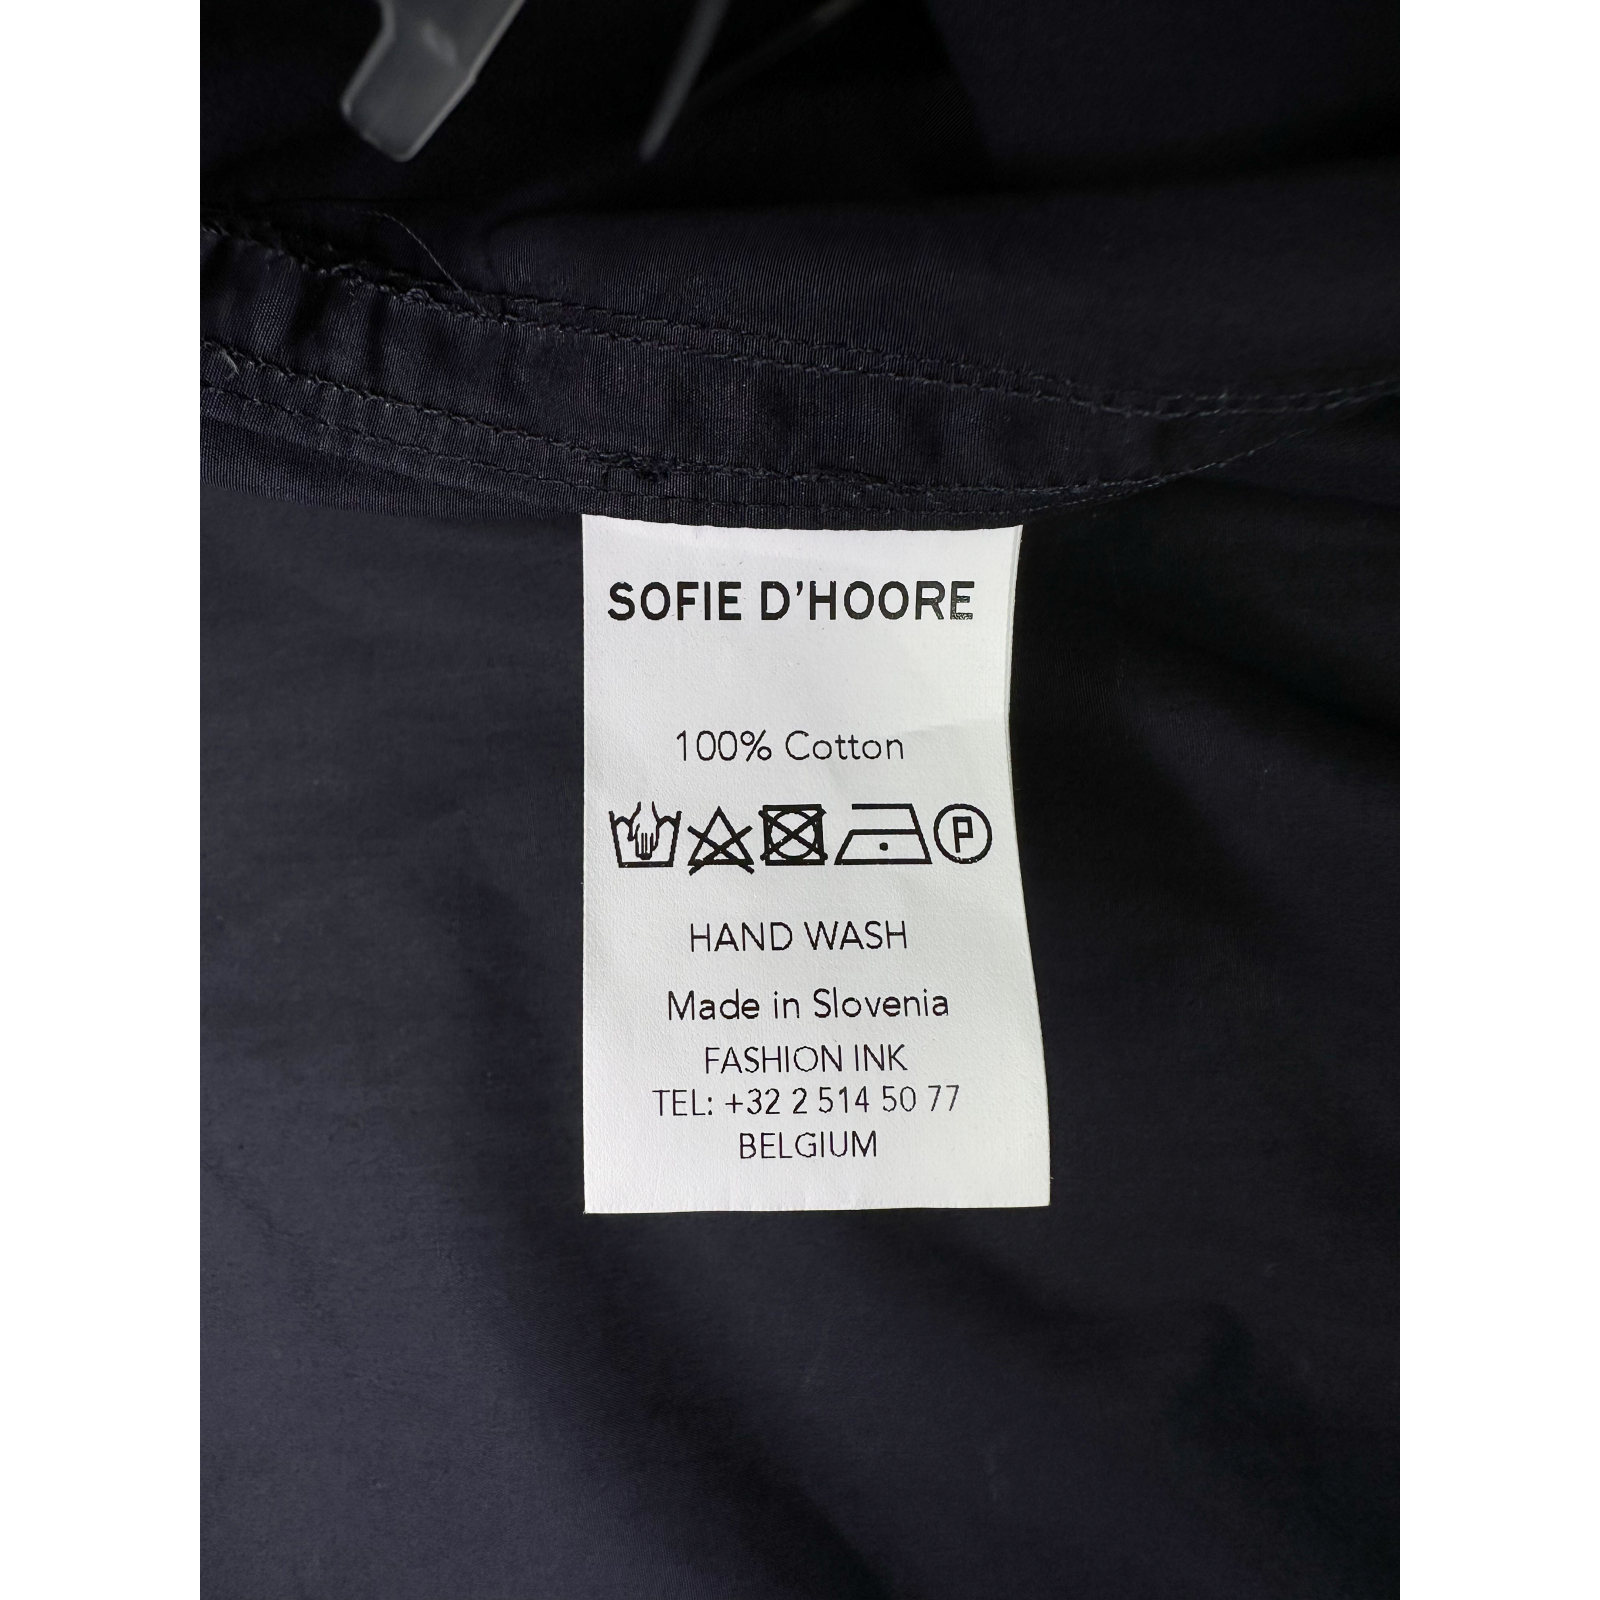 SOFIE D'HOORE
100% Cotton
P
HAND WASH
Made in Slovenia
FASHION INK
TEL: +32 2 514 50 77
BELGIUM